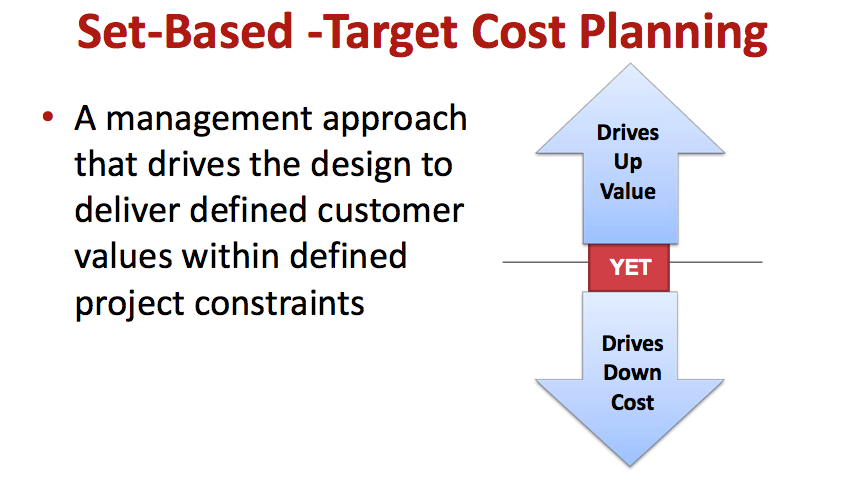 Set-Based -Target Cost Planning
• A management approach
that drives the design to
deliver defined customer
values within defined
project constraints
Drives
Up
Value
YET
Drives
Down
Cost